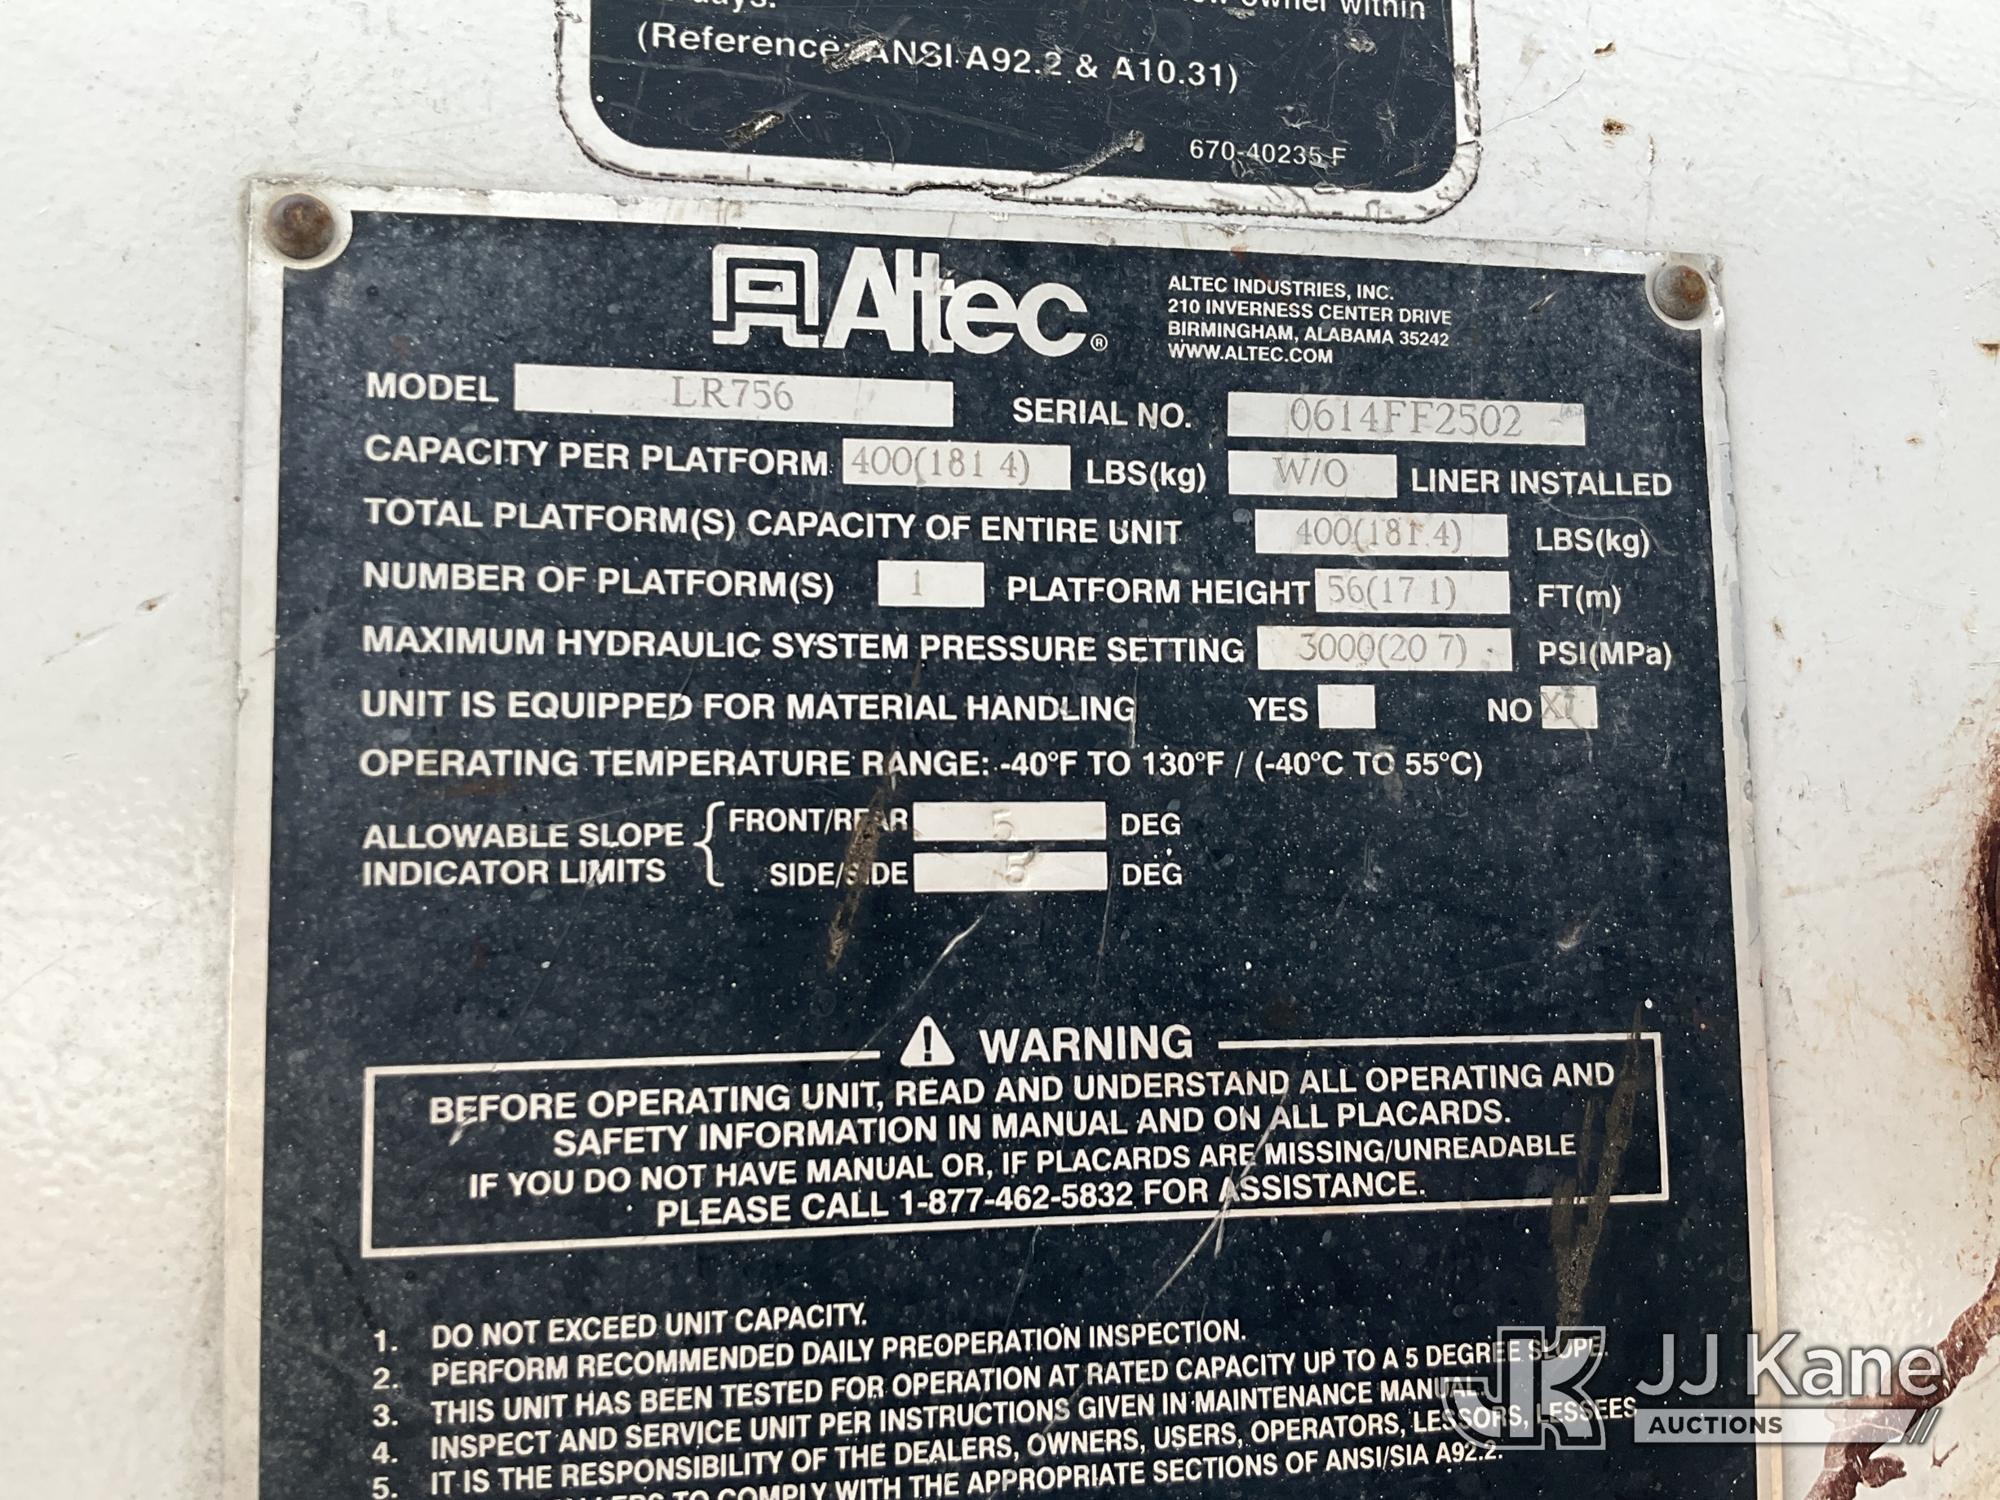 within
(Reference: ANSI A92.2 & A10.31)
670-40235 F
Altec®
ALTEC INDUSTRIES, INC.
210 INVERNESS CENTER DRIVE
BIRMINGHAM, ALABAMA 35242
WWW.ALTEC.COM
MODEL LR756 SERIAL NO. 0614FF2502
CAPACITY PER PLATFORM 400(181 4) LBS(kg) W/O LINER INSTALLED
TOTAL PLATFORM(S) CAPACITY OF ENTIRE UNIT 400(181.4) LBS(kg)
NUMBER OF PLATFORM(S) 1 PLATFORM HEIGHT 56(17 1) FT(m)
MAXIMUM HYDRAULIC SYSTEM PRESSURE SETTING 3000(20 7) PSI(MPa)
UNIT IS EQUIPPED FOR MATERIAL HANDLING YES NO X
OPERATING TEMPERATURE RANGE: -40°F TO 130°F / (-40°C TO 55°C)
ALLOWABLE SLOPE INDICATOR LIMITS
FRONT/REAR 5 DEG
SIDE/SIDE 5 DEG
WARNING
BEFORE OPERATING UNIT, READ AND UNDERSTAND ALL OPERATING AND
SAFETY INFORMATION IN MANUAL AND ON ALL PLACARDS.
IF YOU DO NOT HAVE MANUAL OR, IF PLACARDS ARE MISSING/UNREADABLE
PLEASE CALL 1-877-462-5832 FOR ASSISTANCE.
1. DO NOT EXCEED UNIT CAPACITY.
2. PERFORM RECOMMENDED DAILY PREOPERATION INSPECTION.
3. THIS UNIT HAS BEEN TESTED FOR OPERATION AT RATED CAPACITY UP TO A 5 DEGREE SLOPE.
4. INSPECT AND SERVICE UNIT PER INSTRUCTIONS GIVEN IN MAINTENANCE MANUAL.
5. IT IS THE RESPONSIBILITY OF THE DEALERS, OWNERS, USERS, OPERATORS, LESSORS, LESSEES
TO COMPLY WITH THE APPROPRIATE SECTIONS OF ANSI/SIA A92.2.
JK JJ Kane
AUCTIONS